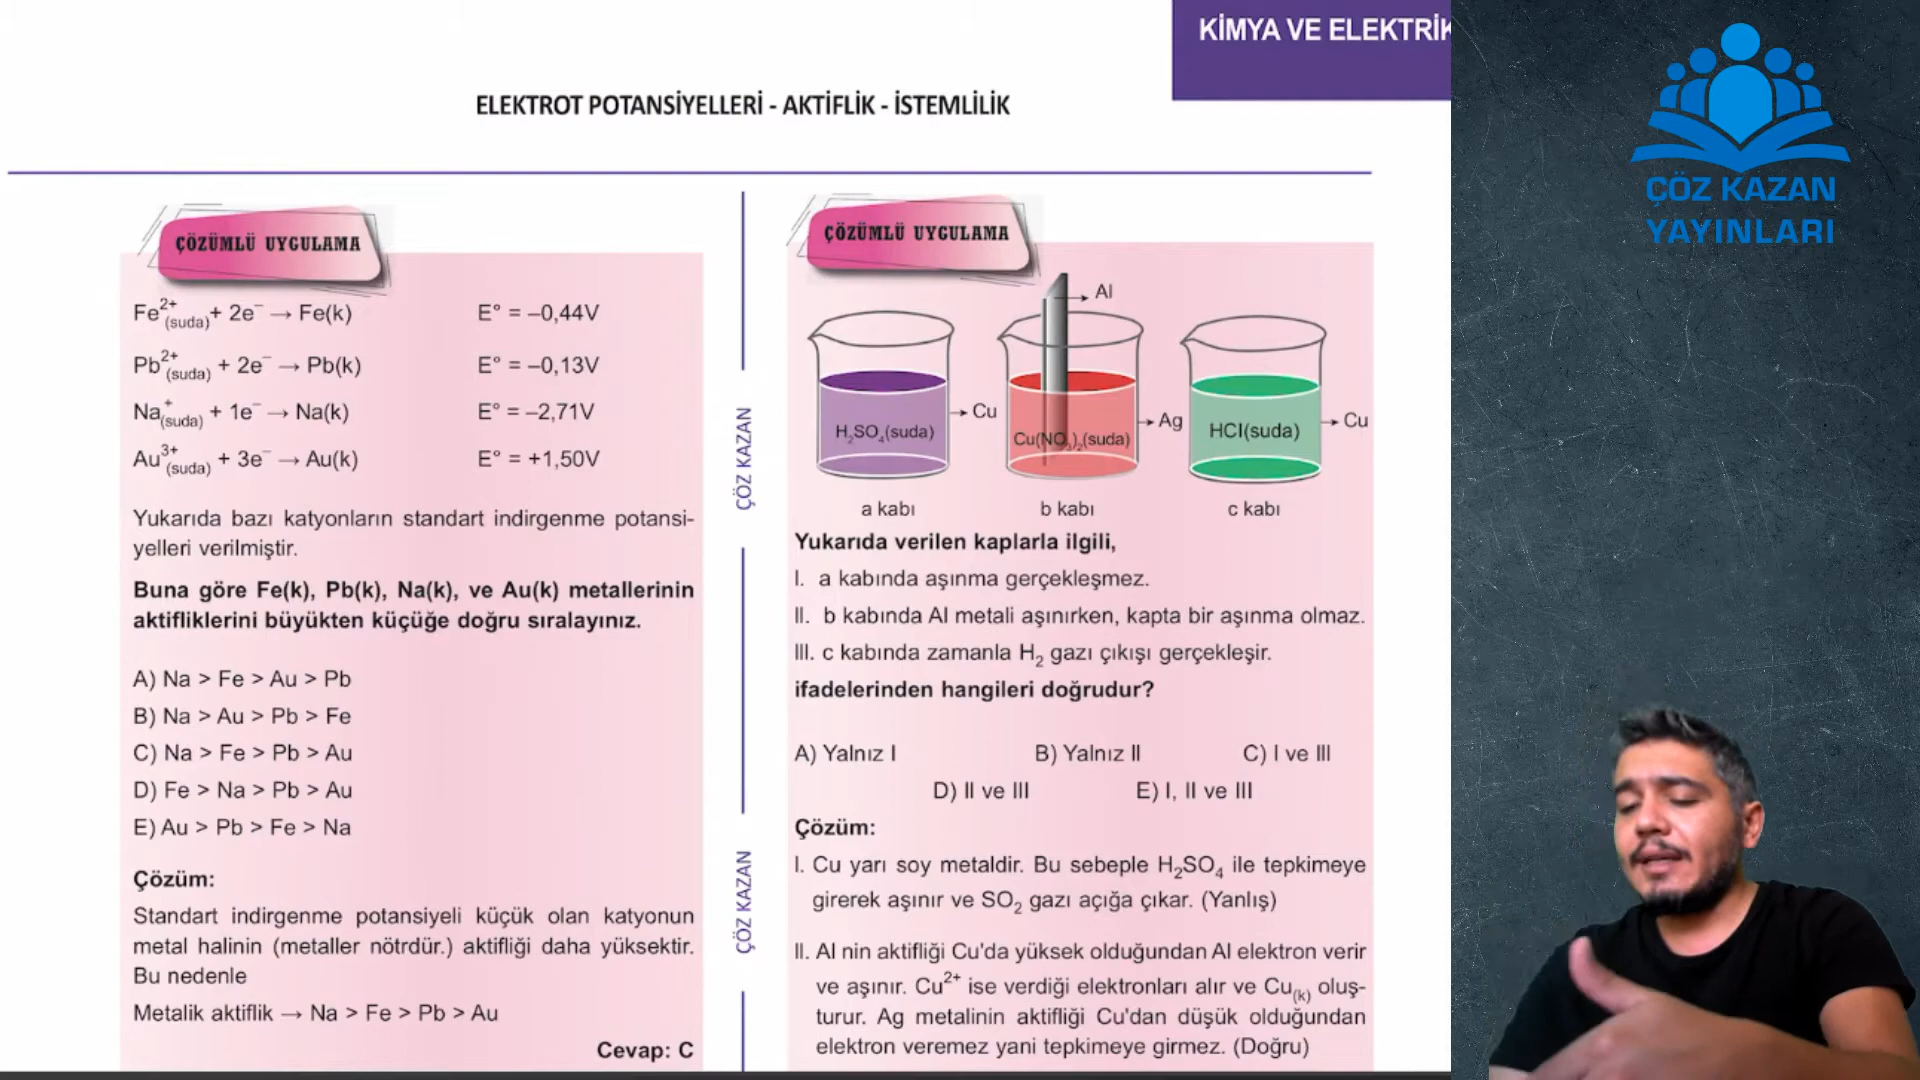 KİMYA VE ELEKTRİK
ELEKTROT POTANSİYELLERİ - AKTİFLİK - İSTEMLİLİK
ÇÖZ KAZAN
YAYINLARI
ÇÖZÜMLÜ UYGULAMA
Fe²⁺(suda) + 2e⁻ → Fe(k) E° = –0,44V
Pb²⁺(suda) + 2e⁻ → Pb(k) E° = –0,13V
Na⁺(suda) + 1e⁻ → Na(k) E° = –2,71V
Au³⁺(suda) + 3e⁻ → Au(k) E° = +1,50V
Yukarıda bazı katyonların standart indirgenme potansi-
yelleri verilmiştir.
Buna göre Fe(k), Pb(k), Na(k), ve Au(k) metallerinin
aktifliklerini büyükten küçüğe doğru sıralayınız.
A) Na > Fe > Au > Pb
B) Na > Au > Pb > Fe
C) Na > Fe > Pb > Au
D) Fe > Na > Pb > Au
E) Au > Pb > Fe > Na
Çözüm:
Standart indirgenme potansiyeli küçük olan katyonun
metal halinin (metaller nötrdür.) aktifliği daha yüksektir.
Bu nedenle
Metalik aktiflik → Na > Fe > Pb > Au
Cevap: C
ÇÖZ KAZAN
ÇÖZ KAZAN
ÇÖZÜMLÜ UYGULAMA
Al
H₂SO₄(suda) Cu
Cu(NO₃)₂(suda) Ag
HCl(suda) Cu
a kabı b kabı c kabı
Yukarıda verilen kaplarla ilgili,
I. a kabında aşınma gerçekleşmez.
II. b kabında Al metali aşınırken, kapta bir aşınma olmaz.
III. c kabında zamanla H₂ gazı çıkışı gerçekleşir.
ifadelerinden hangileri doğrudur?
A) Yalnız I B) Yalnız II C) I ve III
D) II ve III E) I, II ve III
Çözüm:
I. Cu yarı soy metaldir. Bu sebeple H₂SO₄ ile tepkimeye
girerek aşınır ve SO₂ gazı açığa çıkar. (Yanlış)
II. Al nin aktifliği Cu'da yüksek olduğundan Al elektron verir
ve aşınır. Cu²⁺ ise verdiği elektronları alır ve Cu(k) oluş-
turur. Ag metalinin aktifliği Cu'dan düşük olduğundan
elektron veremez yani tepkimeye girmez. (Doğru)